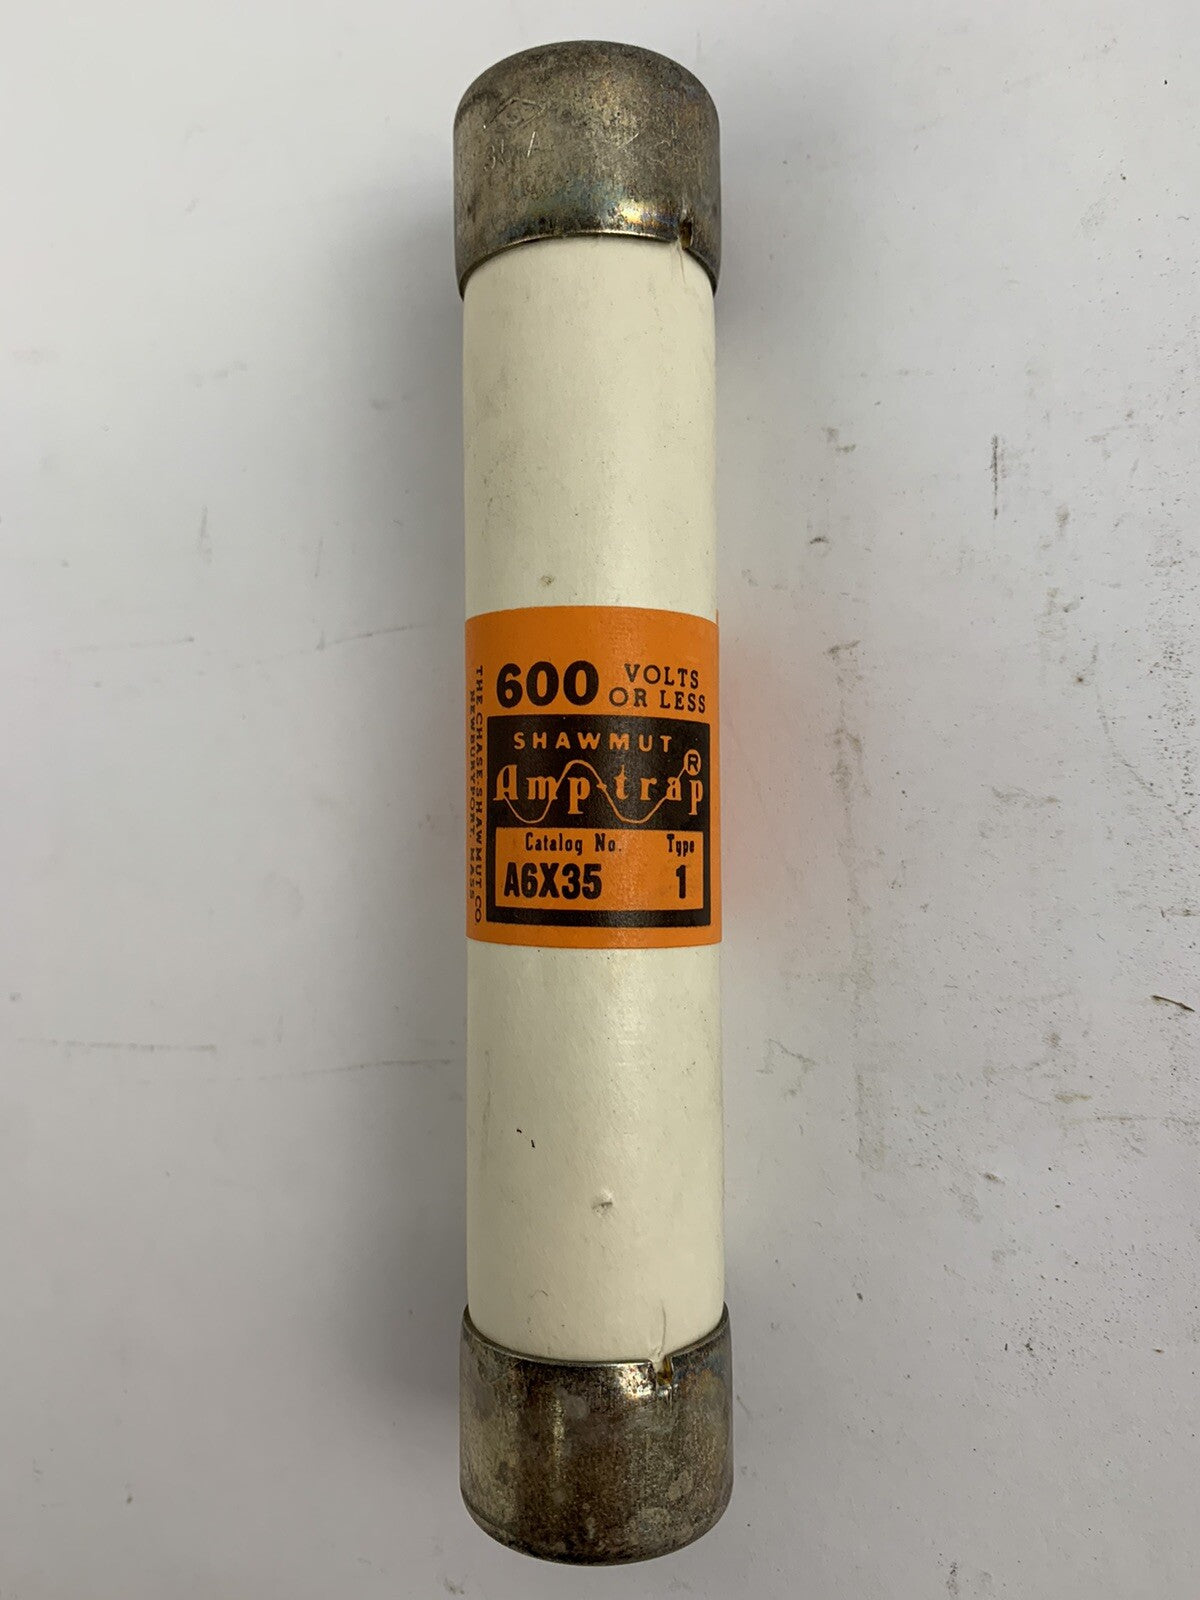 600 VOLTS
OR LESS
SHAWMUT
Amp-trap®
Catalog No. Type
A6X35 1
THE CHASE-SHAWMUT CO.
NEWBURYPORT, MASS.